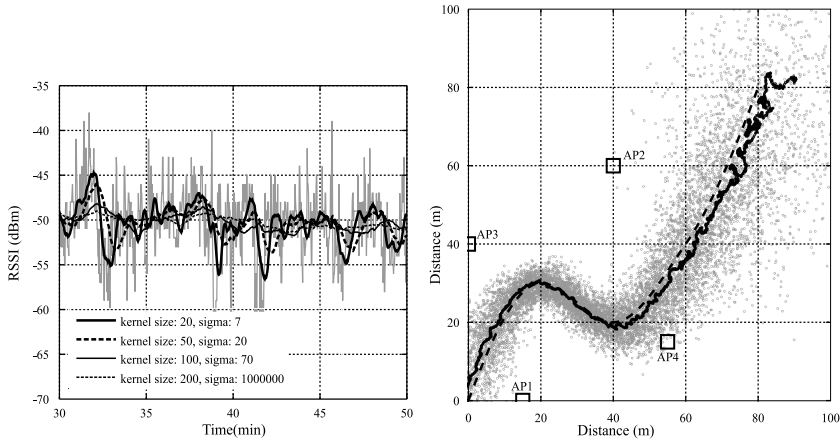 -35
-40
-45
-50
-55
-60
-65
-70
RSSI (dBm)
kernel size: 20, sigma: 7
kernel size: 50, sigma: 20
kernel size: 100, sigma: 70
kernel size: 200, sigma: 1000000
30
35
40
45
50
Time(min)
100
80
60
40
20
0
Distance (m)
AP2
AP3
AP4
AP1
0
20
40
60
80
100
Distance (m)